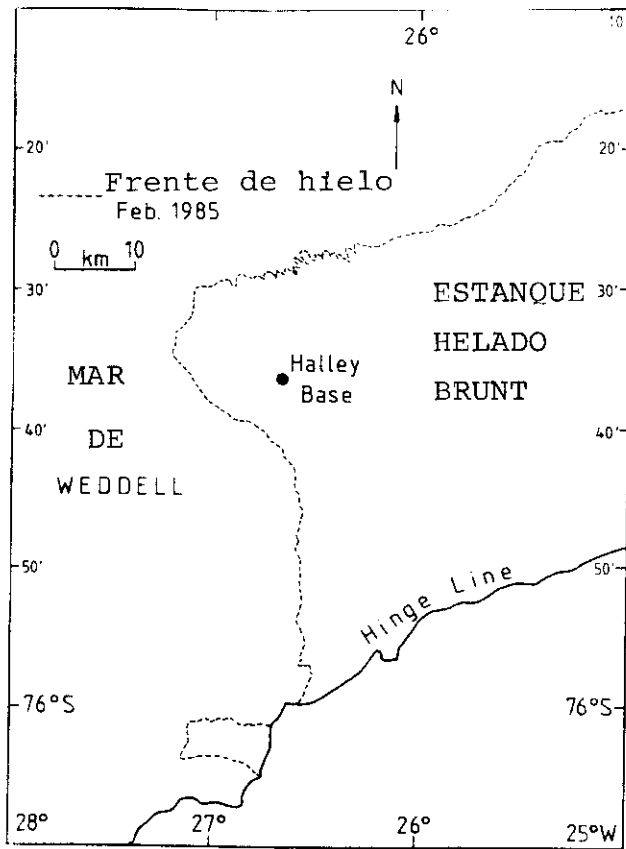 26°
10
N
20'
20'
Frente de hielo
Feb. 1985
0 10
km
30'
30'
ESTANQUE
HELADO
BRUNT
Halley
Base
MAR
DE
WEDDELL
40'
40'
50'
50'
Hinge Line
76°S
76°S
28°
27°
26°
25°W